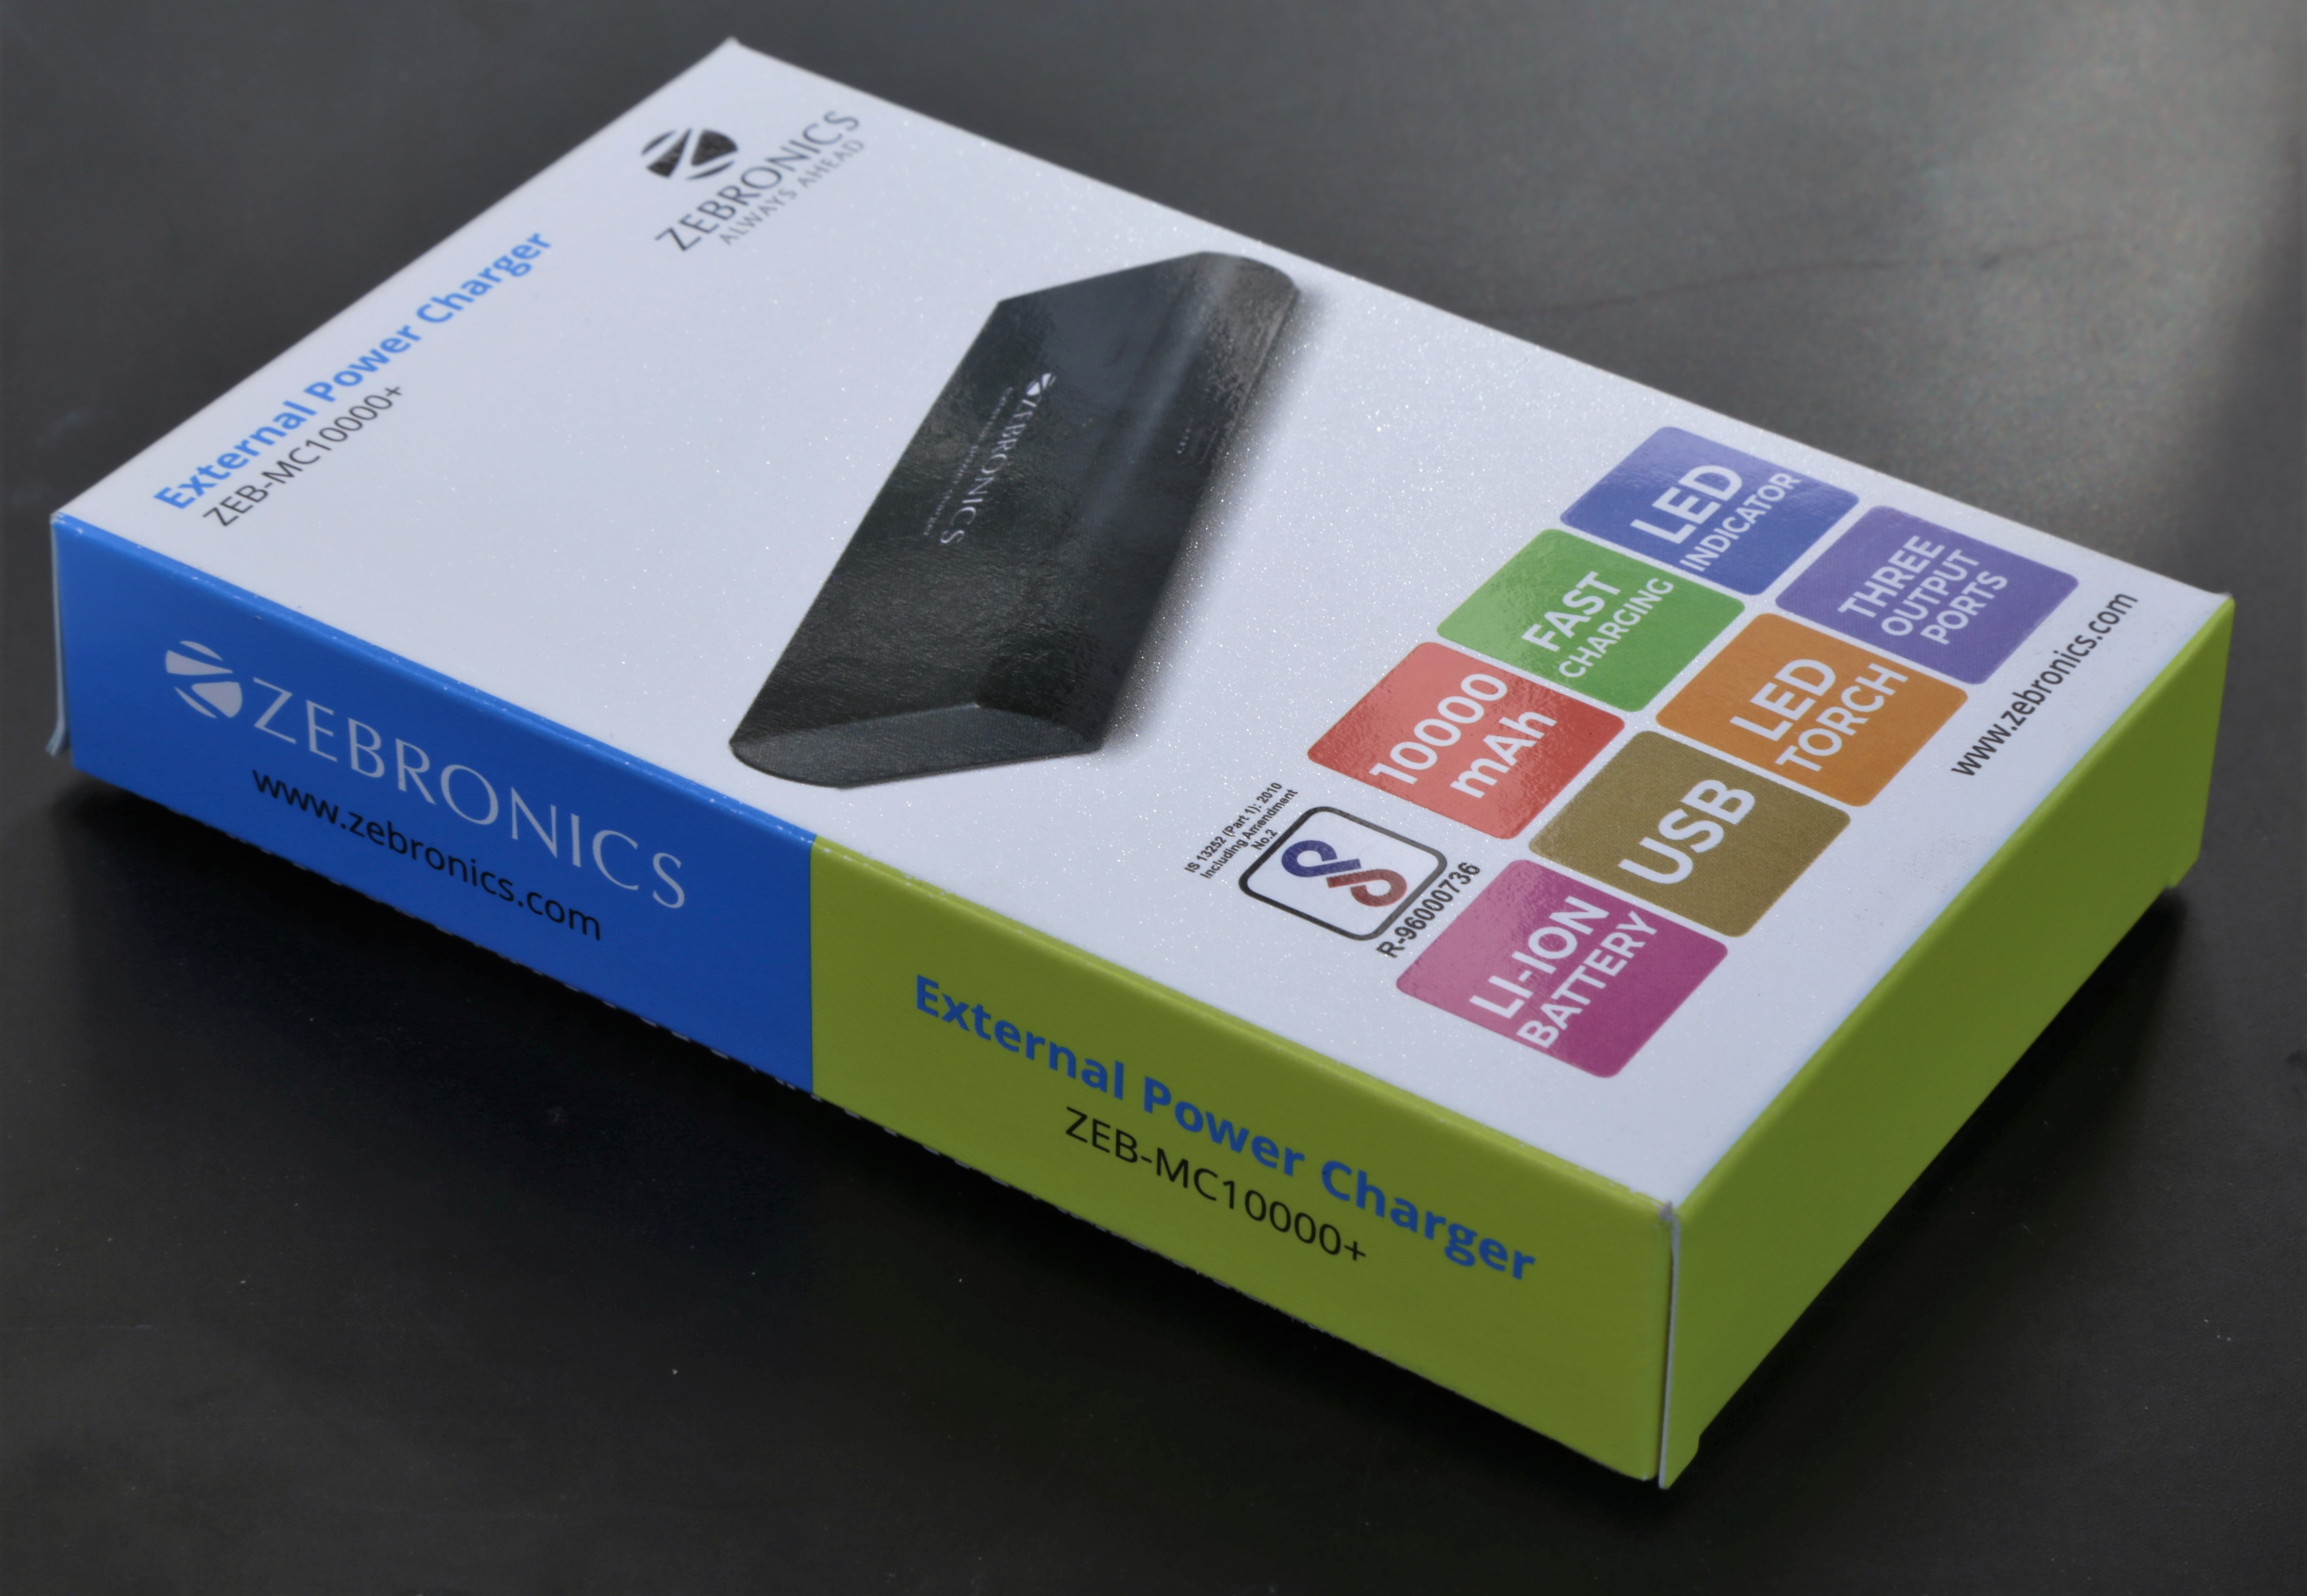 ZEBRONICS
ALWAYS AHEAD
External Power Charger
ZEB-MC10000+
ZEBRONICS
LED
INDICATOR
FAST
CHARGING
10000
mAh
THREE
OUTPUT
PORTS
LED
TORCH
USB
LI-ION
BATTERY
IS 13252 (Part 1): 2010
Including Amendment
No.2
R-96000736
www.zebronics.com
ZEBRONICS
www.zebronics.com
External Power Charger
ZEB-MC10000+